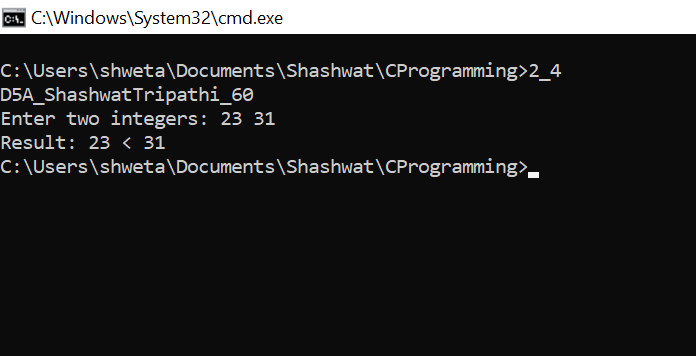 C:\Windows\System32\cmd.exe
C:\Users\shweta\Documents\Shashwat\CProgramming>2_4
D5A_ShashwatTripathi_60
Enter two integers: 23 31
Result: 23 < 31
C:\Users\shweta\Documents\Shashwat\CProgramming>